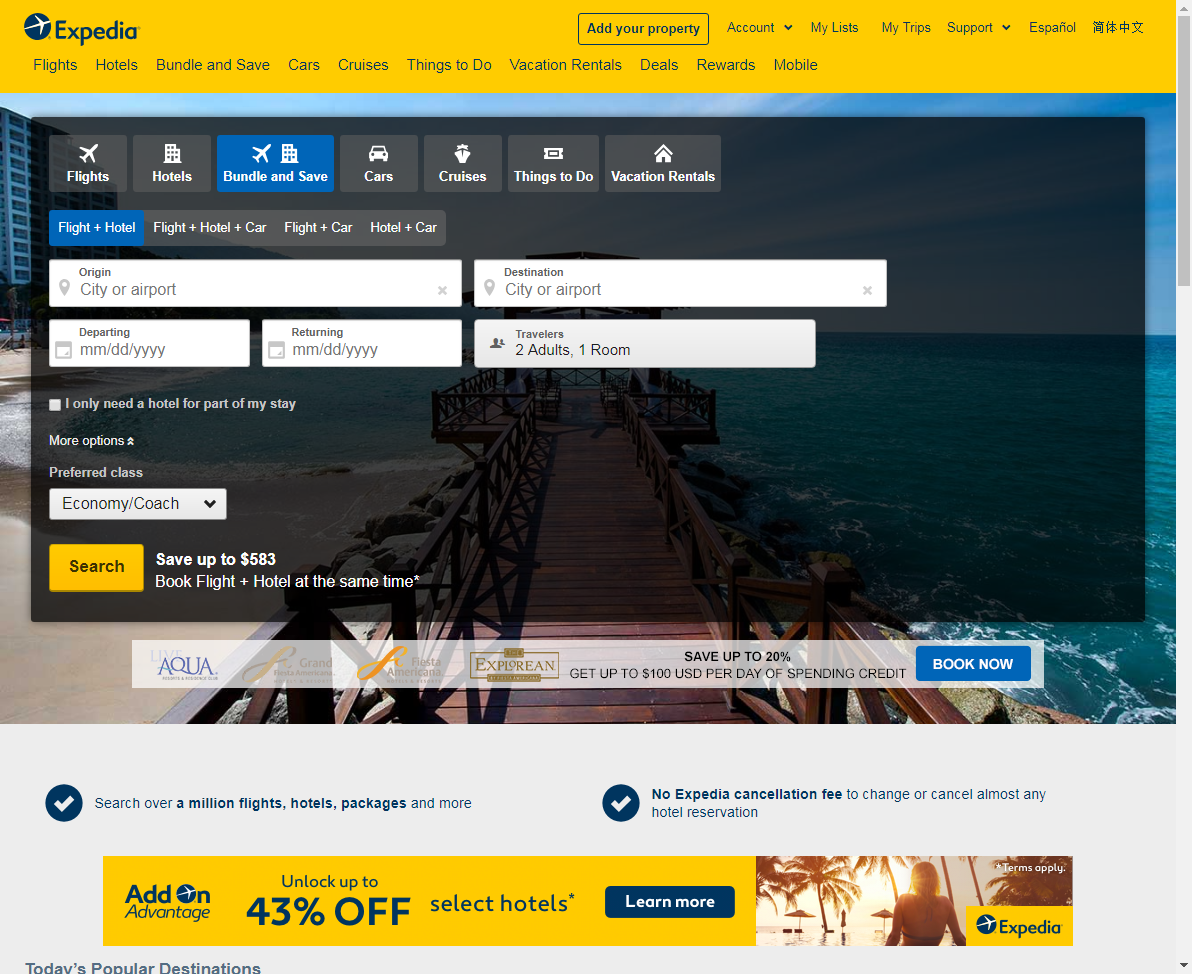 Expedia
Add your property
Account
My Lists
My Trips
Support
Español
简体中文
Flights
Hotels
Bundle and Save
Cars
Cruises
Things to Do
Vacation Rentals
Deals
Rewards
Mobile
Flights
Hotels
Bundle and Save
Cars
Cruises
Things to Do
Vacation Rentals
Flight + Hotel
Flight + Hotel + Car
Flight + Car
Hotel + Car
Origin
City or airport
Destination
City or airport
Departing
mm/dd/yyyy
Returning
mm/dd/yyyy
Travelers
2 Adults, 1 Room
I only need a hotel for part of my stay
More options
Preferred class
Economy/Coach
Search
Save up to $583
Book Flight + Hotel at the same time*
LIVE
AQUA
Grand
Fiesta Americana
Fiesta
Americana
EXPLOREAN
SAVE UP TO 20%
GET UP TO $100 USD PER DAY OF SPENDING CREDIT
BOOK NOW
Search over a million flights, hotels, packages and more
No Expedia cancellation fee to change or cancel almost any
hotel reservation
Add On
Advantage
Unlock up to
43% OFF
select hotels*
Learn more
*Terms apply.
Expedia
Today's Popular Destinations